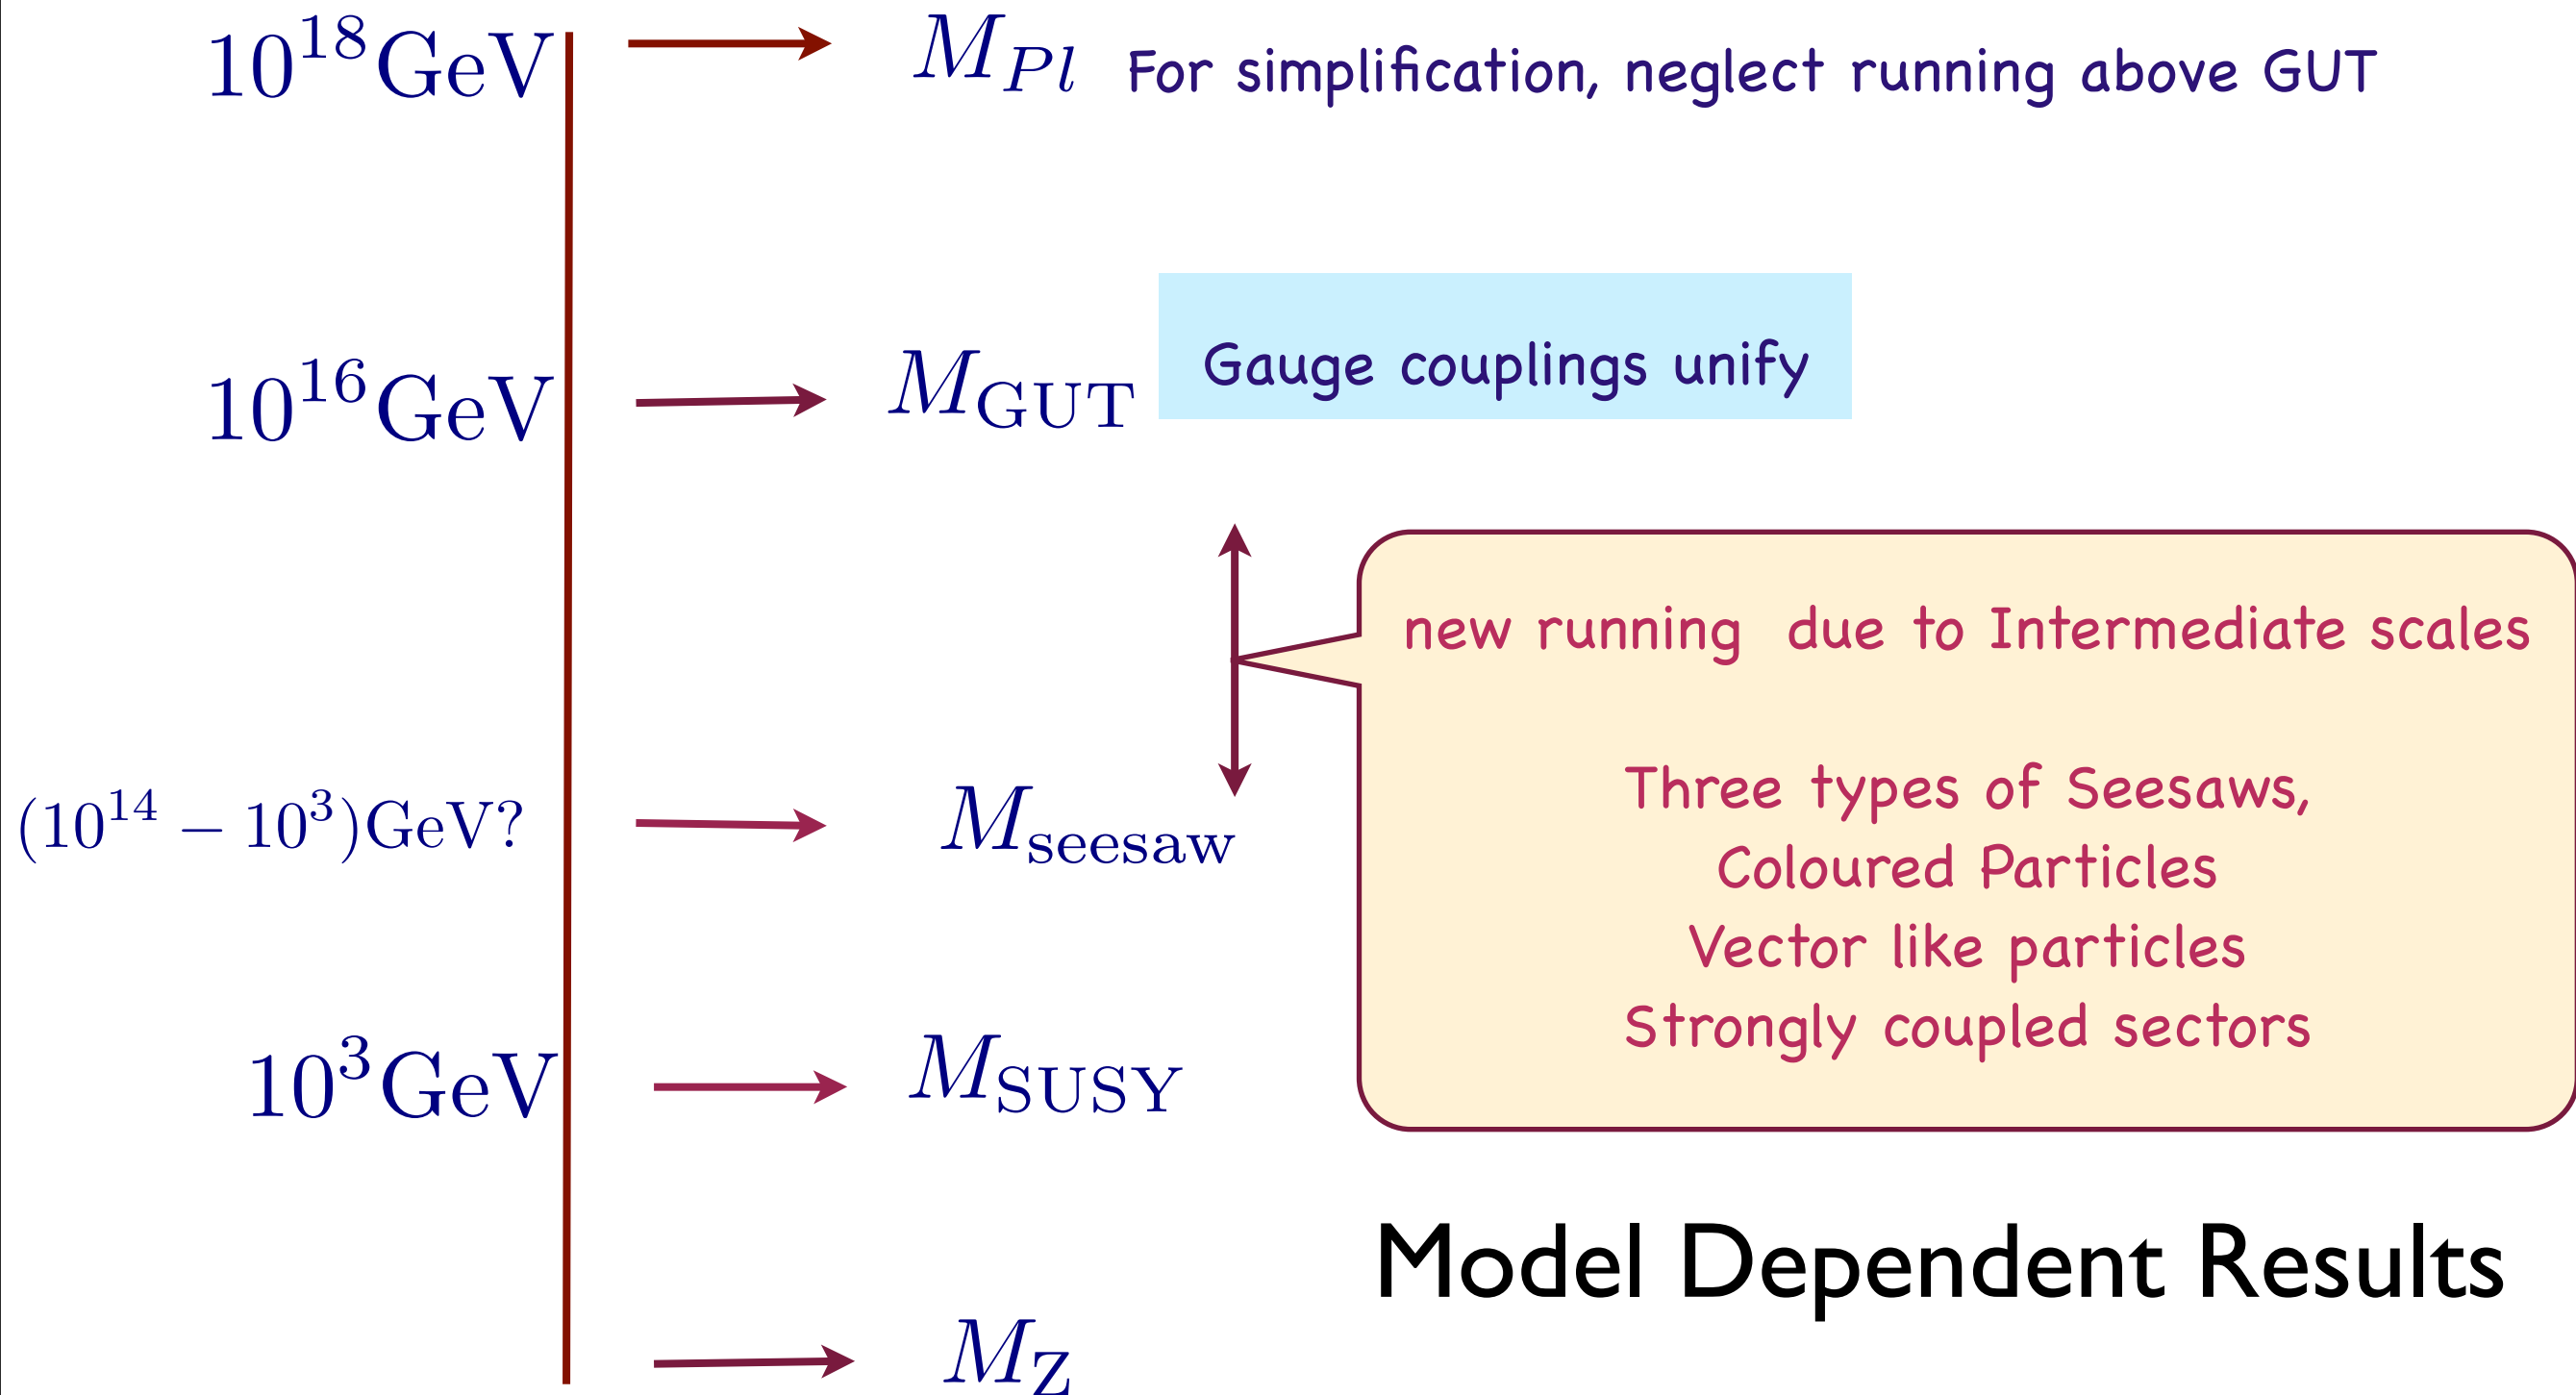 10^18 GeV M_Pl For simplification, neglect running above GUT
10^16 GeV M_GUT Gauge couplings unify
new running due to Intermediate scales
(10^14 − 10^3)GeV? M_seesaw
Three types of Seesaws,
Coloured Particles
Vector like particles
Strongly coupled sectors
10^3 GeV M_SUSY
Model Dependent Results
M_Z